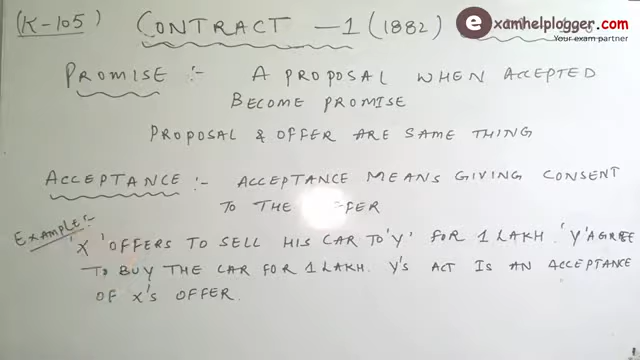 (K-105) CONTRACT -1 (1882)
examhelplogger.com
Your exam partner
PROMISE :- A PROPOSAL WHEN ACCEPTED
BECOME PROMISE
PROPOSAL & OFFER ARE SAME THING
ACCEPTANCE :- ACCEPTANCE MEANS GIVING CONSENT
TO THE
EXAMPLE :-
'X' OFFERS TO SELL HIS CAR TO 'Y' FOR 1 LAKH. 'Y' AGREE
TO BUY THE CAR FOR 1 LAKH. Y'S ACT IS AN ACCEPTANCE
OF X'S OFFER.